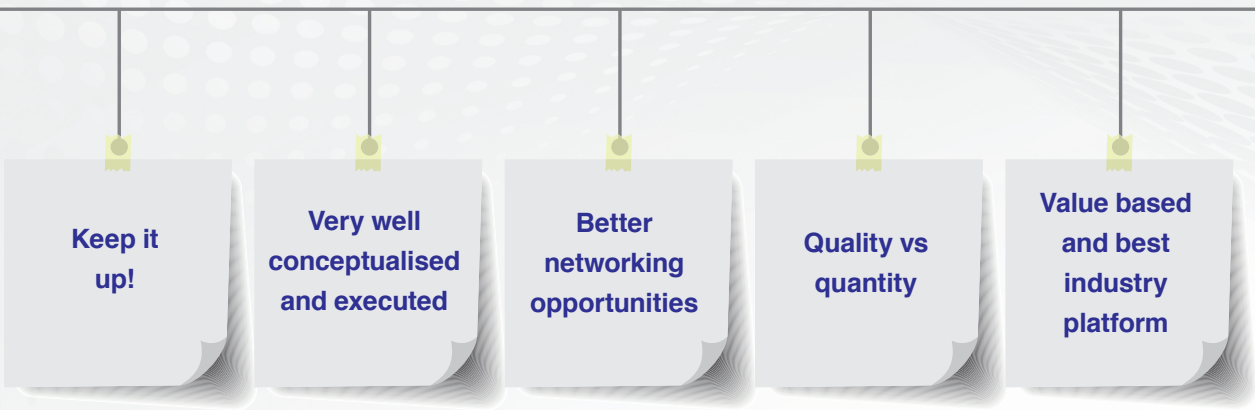 Keep it
up!
Very well
conceptualised
and executed
Better
networking
opportunities
Quality vs
quantity
Value based
and best
industry
platform